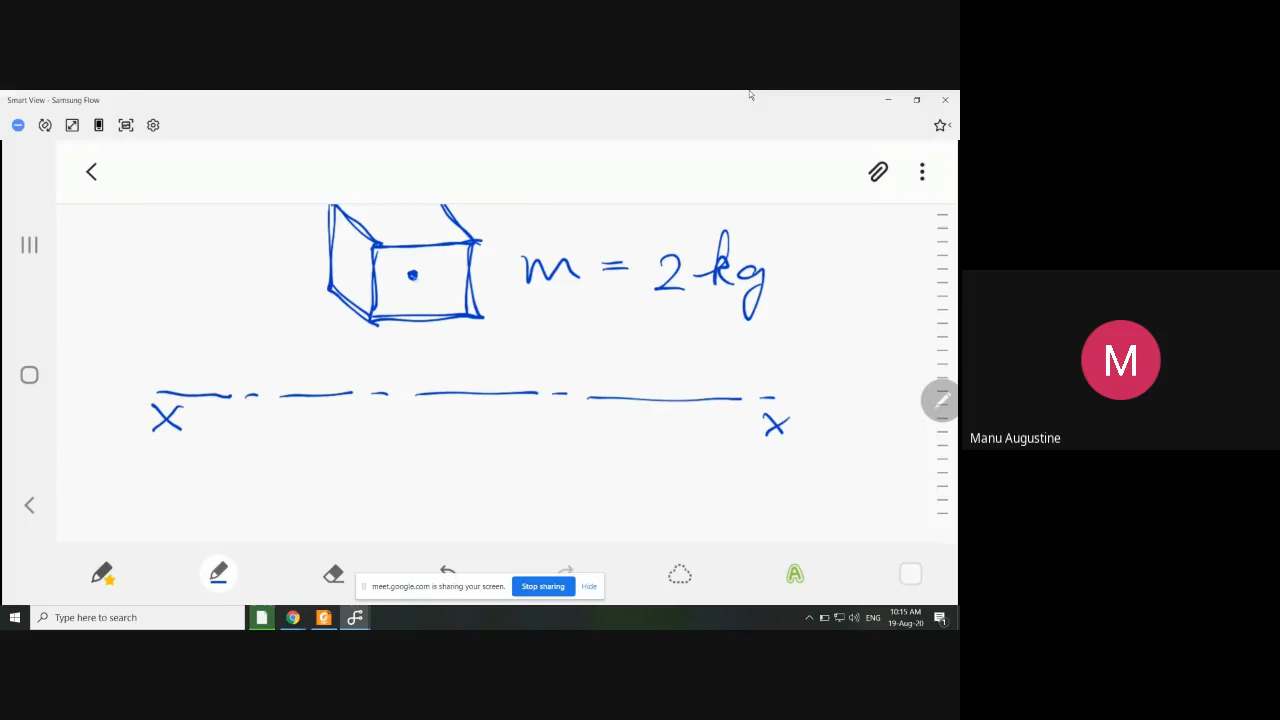 Smart View - Samsung Flow
m = 2 kg
x x
M
Manu Augustine
A
meet.google.com is sharing your screen. Stop sharing Hide
Type here to search
ENG
10:15 AM
19-Aug-20
1